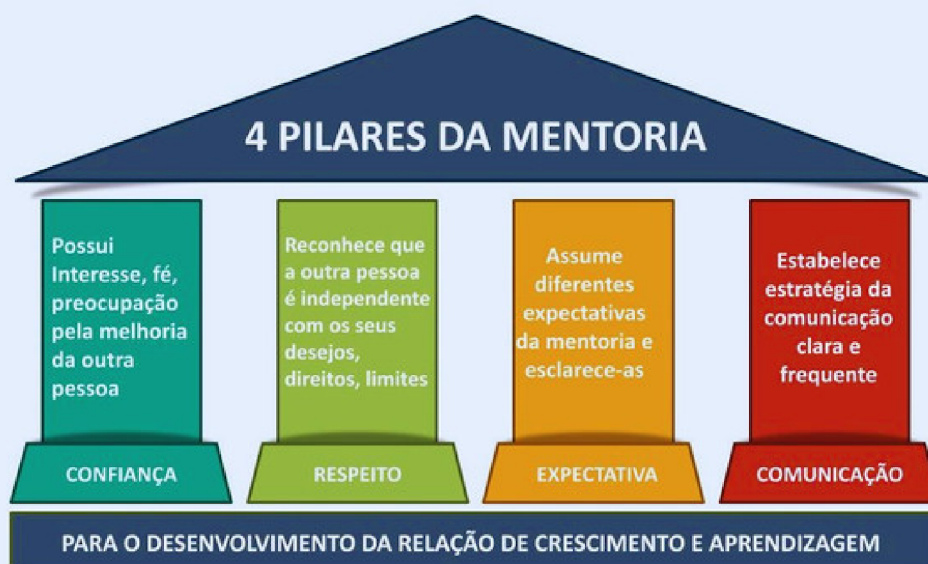 4 PILARES DA MENTORIA
Possui
Interesse, fé,
preocupação
pela melhoria
da outra
pessoa
CONFIANÇA
Reconhece que
a outra pessoa
é independente
com os seus
desejos,
direitos, limites
RESPEITO
Assume
diferentes
expectativas
da mentoria e
esclarece-as
EXPECTATIVA
Estabelece
estratégia da
comunicação
clara e
frequente
COMUNICAÇÃO
PARA O DESENVOLVIMENTO DA RELAÇÃO DE CRESCIMENTO E APRENDIZAGEM